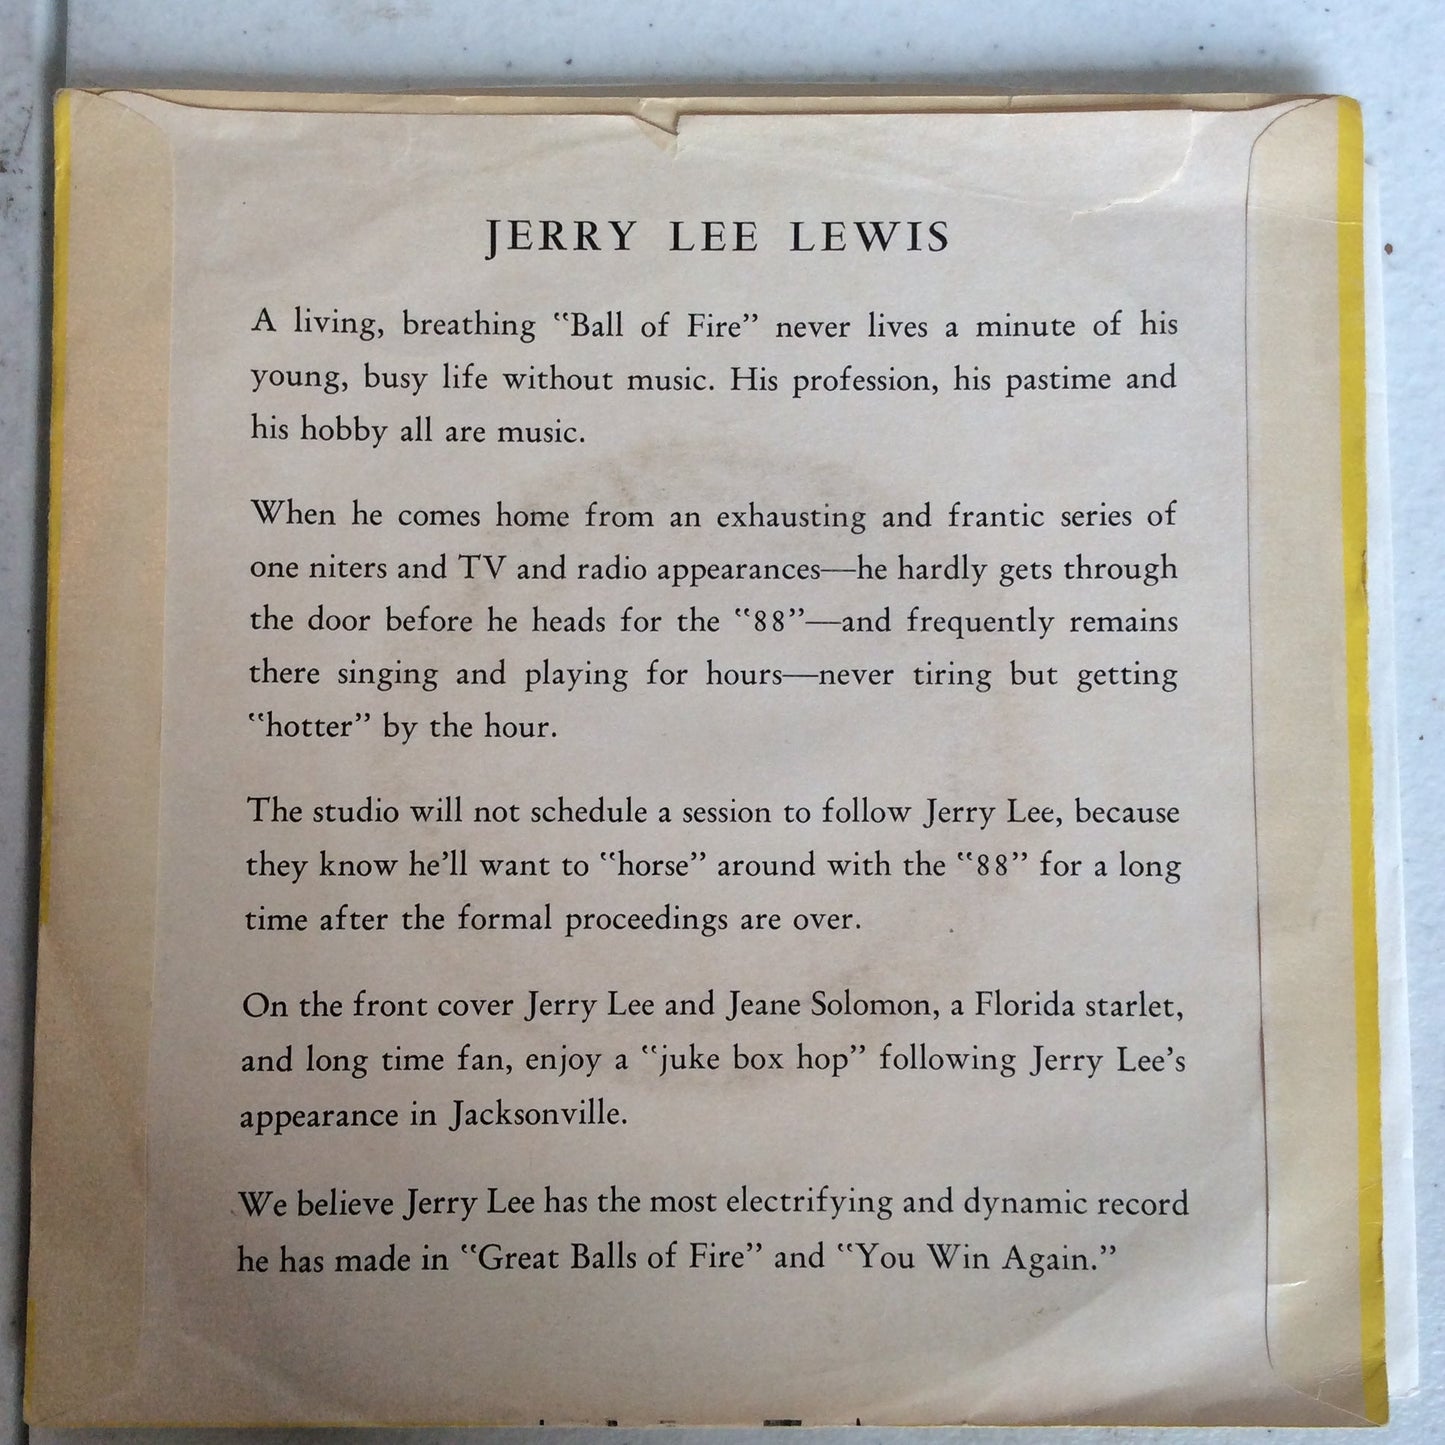 JERRY LEE LEWIS
A living, breathing "Ball of Fire" never lives a minute of his
young, busy life without music. His profession, his pastime and
his hobby all are music.
When he comes home from an exhausting and frantic series of
one niters and TV and radio appearances—he hardly gets through
the door before he heads for the "88"—and frequently remains
there singing and playing for hours—never tiring but getting
"hotter" by the hour.
The studio will not schedule a session to follow Jerry Lee, because
they know he'll want to "horse" around with the "88" for a long
time after the formal proceedings are over.
On the front cover Jerry Lee and Jeane Solomon, a Florida starlet,
and long time fan, enjoy a "juke box hop" following Jerry Lee's
appearance in Jacksonville.
We believe Jerry Lee has the most electrifying and dynamic record
he has made in "Great Balls of Fire" and "You Win Again."